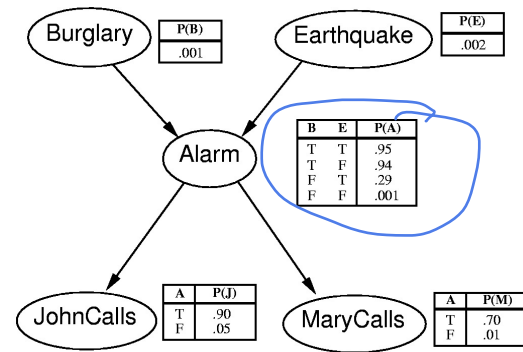 Burglary
P(B)
.001
Earthquake
P(E)
.002
Alarm
B E P(A)
T T .95
T F .94
F T .29
F F .001
JohnCalls
A P(J)
T .90
F .05
MaryCalls
A P(M)
T .70
F .01